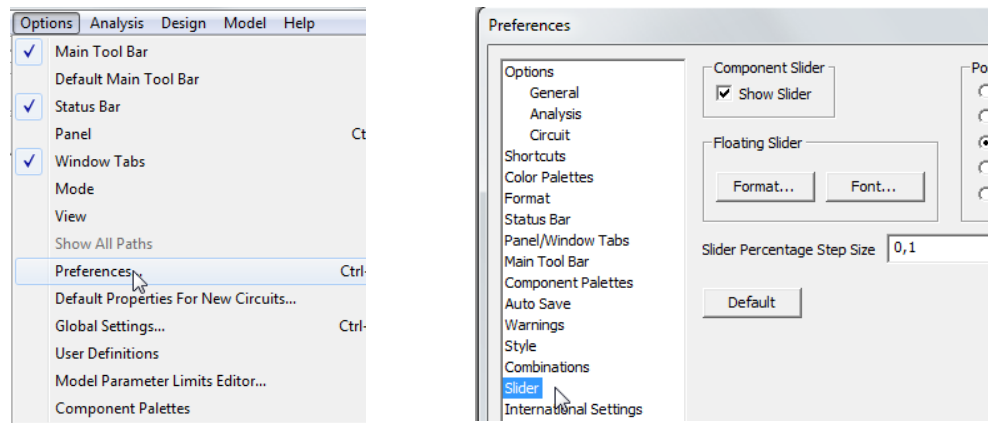 Options Analysis Design Model Help
Main Tool Bar
Default Main Tool Bar
Status Bar
Panel Ct
Window Tabs
Mode
View
Show All Paths
Preferences... Ctrl-
Default Properties For New Circuits...
Global Settings... Ctrl-
User Definitions
Model Parameter Limits Editor...
Component Palettes
Preferences
Options
General
Analysis
Circuit
Shortcuts
Color Palettes
Format
Status Bar
Panel/Window Tabs
Main Tool Bar
Component Palettes
Auto Save
Warnings
Style
Combinations
Slider
International Settings
Component Slider
Show Slider
Floating Slider
Format... Font...
Slider Percentage Step Size 0,1
Default
Po